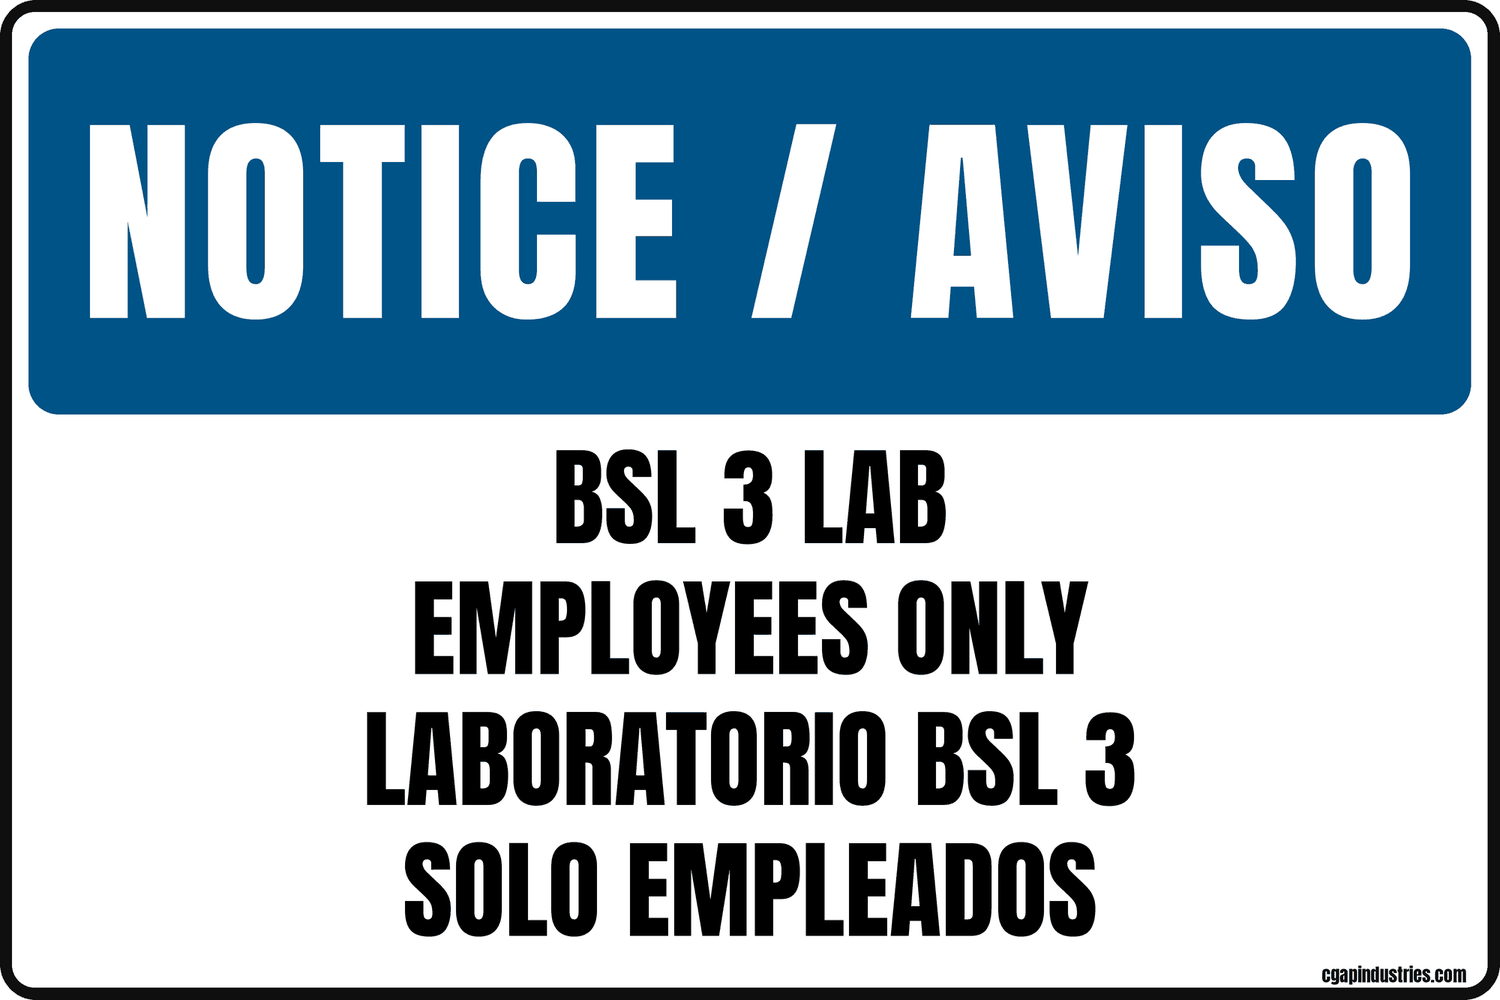 NOTICE / AVISO
BSL 3 LAB
EMPLOYEES ONLY
LABORATORIO BSL 3
SOLO EMPLEADOS
cgapindustries.com